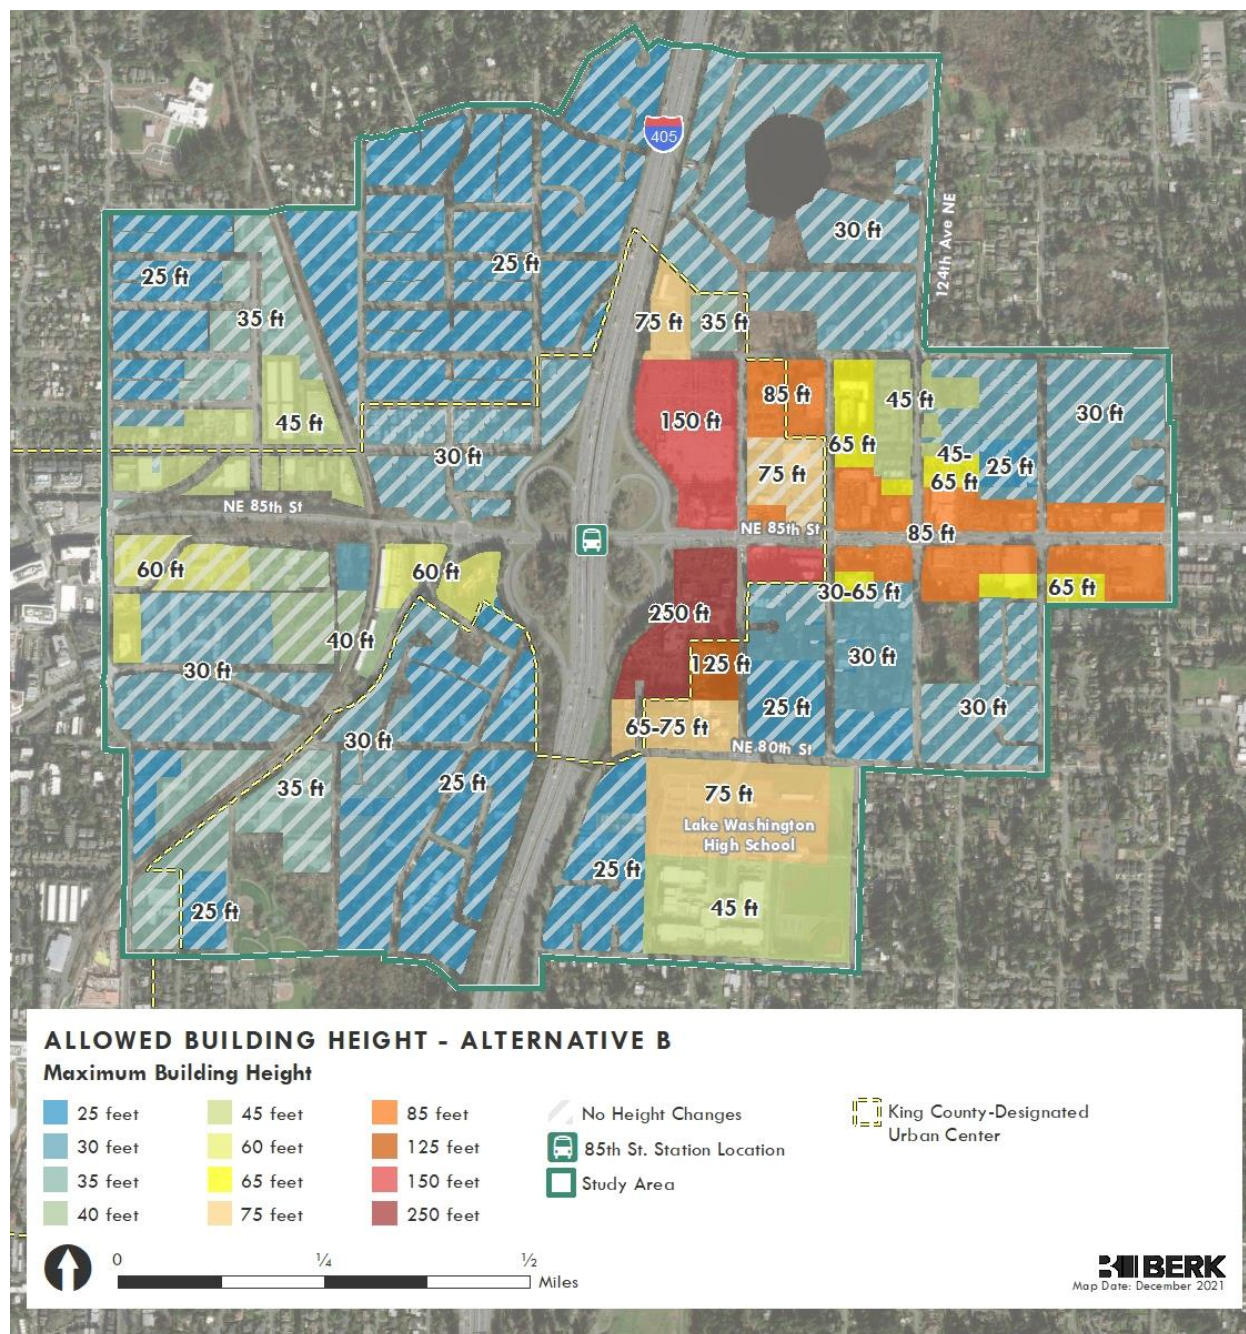 405
124th Ave NE
30 ft
25 ft
25 ft
35 ft
75 ft
35 ft
85 ft
150 ft
45 ft
30 ft
45 ft
65 ft
30 ft
75 ft
45-
65 ft
25 ft
NE 85th St
NE 85th St
85 ft
60 ft
60 ft
250 ft
30-65 ft
65 ft
40 ft
30 ft
125 ft
30 ft
25 ft
30 ft
65-75 ft
30 ft
NE 80th St
35 ft
25 ft
75 ft
Lake Washington
High School
25 ft
25 ft
45 ft
ALLOWED BUILDING HEIGHT - ALTERNATIVE B
Maximum Building Height
25 feet
30 feet
35 feet
40 feet
45 feet
60 feet
65 feet
75 feet
85 feet
125 feet
150 feet
250 feet
No Height Changes
85th St. Station Location
Study Area
King County-Designated
Urban Center
0 ¼ ½
Miles
BERK
Map Date: December 2021